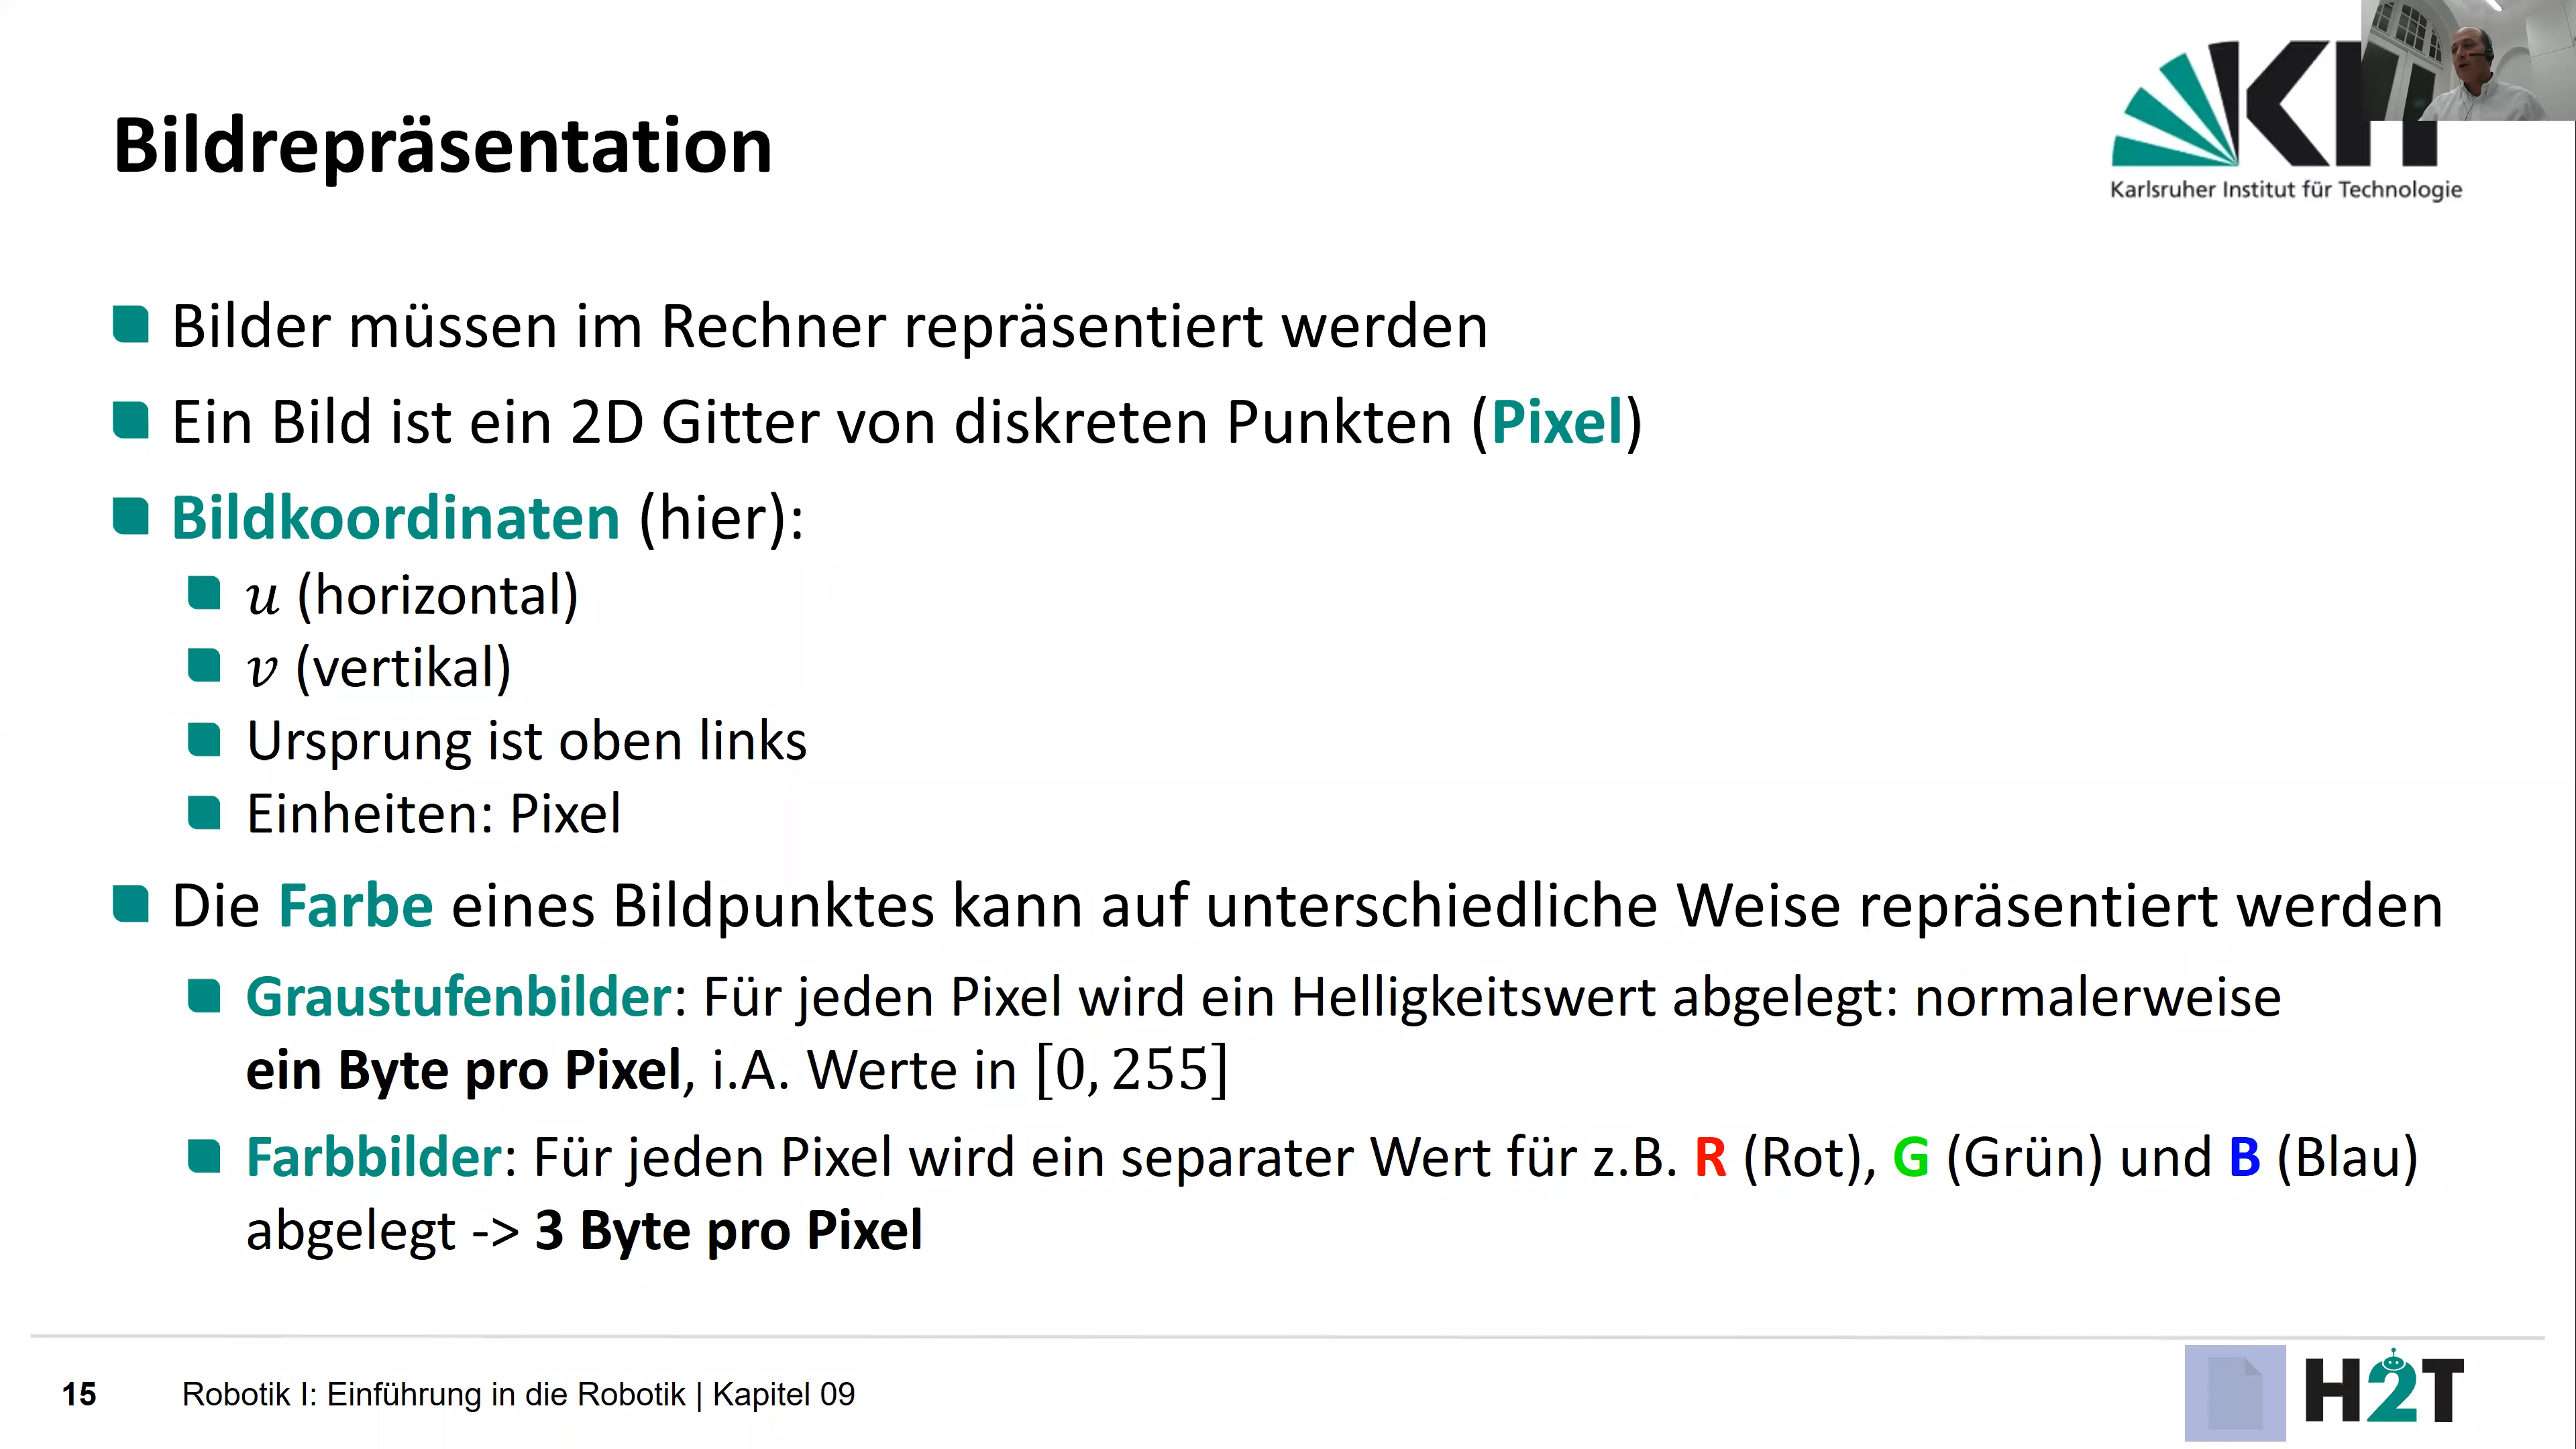 Bildrepräsentation
Karlsruher Institut für Technologie
Bilder müssen im Rechner repräsentiert werden
Ein Bild ist ein 2D Gitter von diskreten Punkten (Pixel)
Bildkoordinaten (hier):
u (horizontal)
v (vertikal)
Ursprung ist oben links
Einheiten: Pixel
Die Farbe eines Bildpunktes kann auf unterschiedliche Weise repräsentiert werden
Graustufenbilder: Für jeden Pixel wird ein Helligkeitswert abgelegt: normalerweise
ein Byte pro Pixel, i.A. Werte in [0, 255]
Farbbilder: Für jeden Pixel wird ein separater Wert für z.B. R (Rot), G (Grün) und B (Blau)
abgelegt -> 3 Byte pro Pixel
15 Robotik I: Einführung in die Robotik | Kapitel 09
H2T